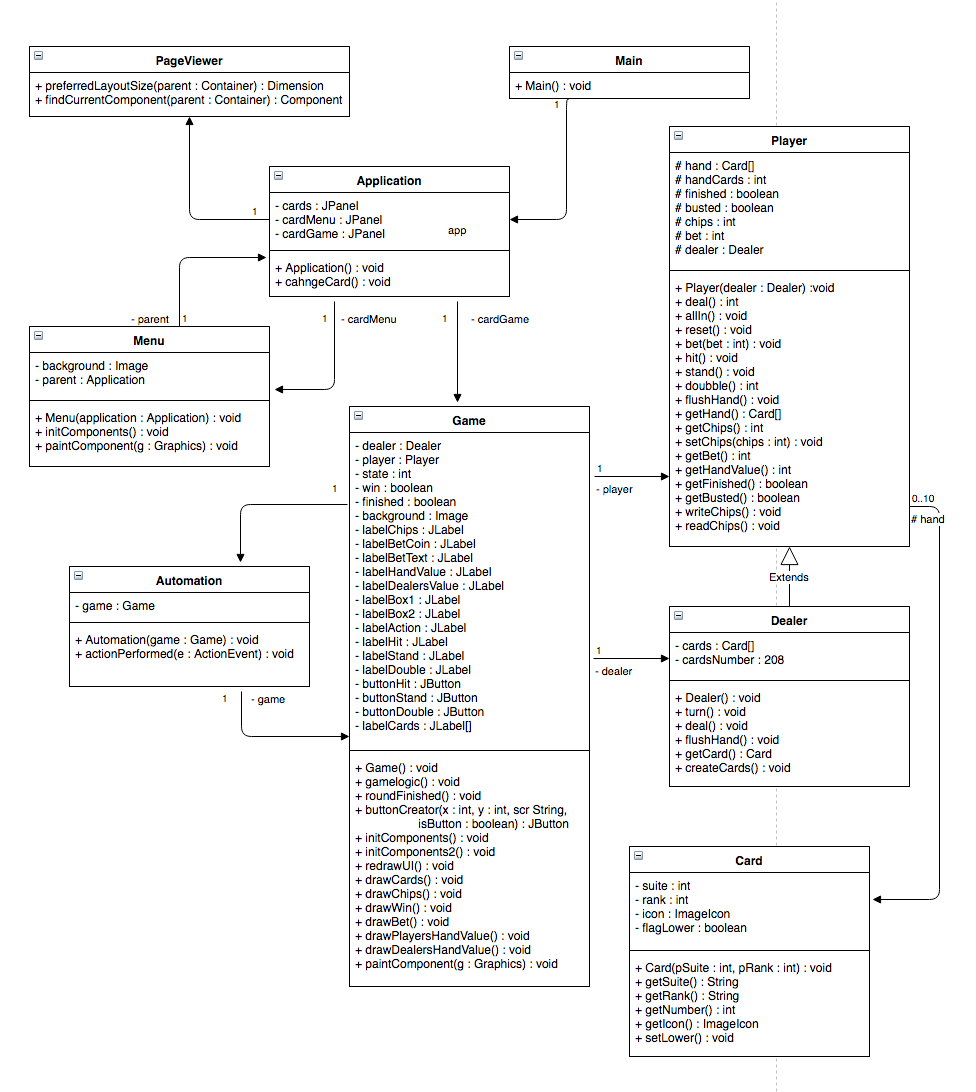 PageViewer
+ preferredLayoutSize(parent : Container) : Dimension
+ findCurrentComponent(parent : Container) : Component
Main
+ Main() : void
1
Player
# hand : Card[]
# handCards : int
# finished : boolean
# busted : boolean
# chips : int
# bet : int
# dealer : Dealer
+ Player(dealer : Dealer) :void
+ deal() : int
+ allIn() : void
+ reset() : void
+ bet(bet : int) : void
+ hit() : void
+ stand() : void
+ doubble() : int
+ flushHand() : void
+ getHand() : Card[]
+ getChips() : int
+ setChips(chips : int) : void
+ getBet() : int
+ getHandValue() : int
+ getFinished() : boolean
+ getBusted() : boolean
+ writeChips() : void
+ readChips() : void
1
Application
- cards : JPanel
- cardMenu : JPanel
- cardGame : JPanel
app
+ Application() : void
+ cahngeCard() : void
- parent
1
1
- cardMenu
1
- cardGame
Menu
- background : Image
- parent : Application
+ Menu(application : Application) : void
+ initComponents() : void
+ paintComponent(g : Graphics) : void
Game
- dealer : Dealer
- player : Player
- state : int
- win : boolean
- finished : boolean
- background : Image
- labelChips : JLabel
- labelBetCoin : JLabel
- labelBetText : JLabel
- labelHandValue : JLabel
- labelDealersValue : JLabel
- labelBox1 : JLabel
- labelBox2 : JLabel
- labelAction : JLabel
- labelHit : JLabel
- labelStand : JLabel
- labelDouble : JLabel
- buttonHit : JButton
- buttonStand : JButton
- buttonDouble : JButton
- labelCards : JLabel[]
+ Game() : void
+ gamelogic() : void
+ roundFinished() : void
+ buttonCreator(x : int, y : int, scr String,
isButton : boolean) : JButton
+ initComponents() : void
+ initComponents2() : void
+ redrawUI() : void
+ drawCards() : void
+ drawChips() : void
+ drawWin() : void
+ drawBet() : void
+ drawPlayersHandValue() : void
+ drawDealersHandValue() : void
+ paintComponent(g : Graphics) : void
1
- player
0..10
# hand
1
Automation
- game : Game
+ Automation(game : Game) : void
+ actionPerformed(e : ActionEvent) : void
1
- game
Extends
1
- dealer
Dealer
- cards : Card[]
- cardsNumber : 208
+ Dealer() : void
+ turn() : void
+ deal() : void
+ flushHand() : void
+ getCard() : Card
+ createCards() : void
Card
- suite : int
- rank : int
- icon : ImageIcon
- flagLower : boolean
+ Card(pSuite : int, pRank : int) : void
+ getSuite() : String
+ getRank() : String
+ getNumber() : int
+ getIcon() : ImageIcon
+ setLower() : void